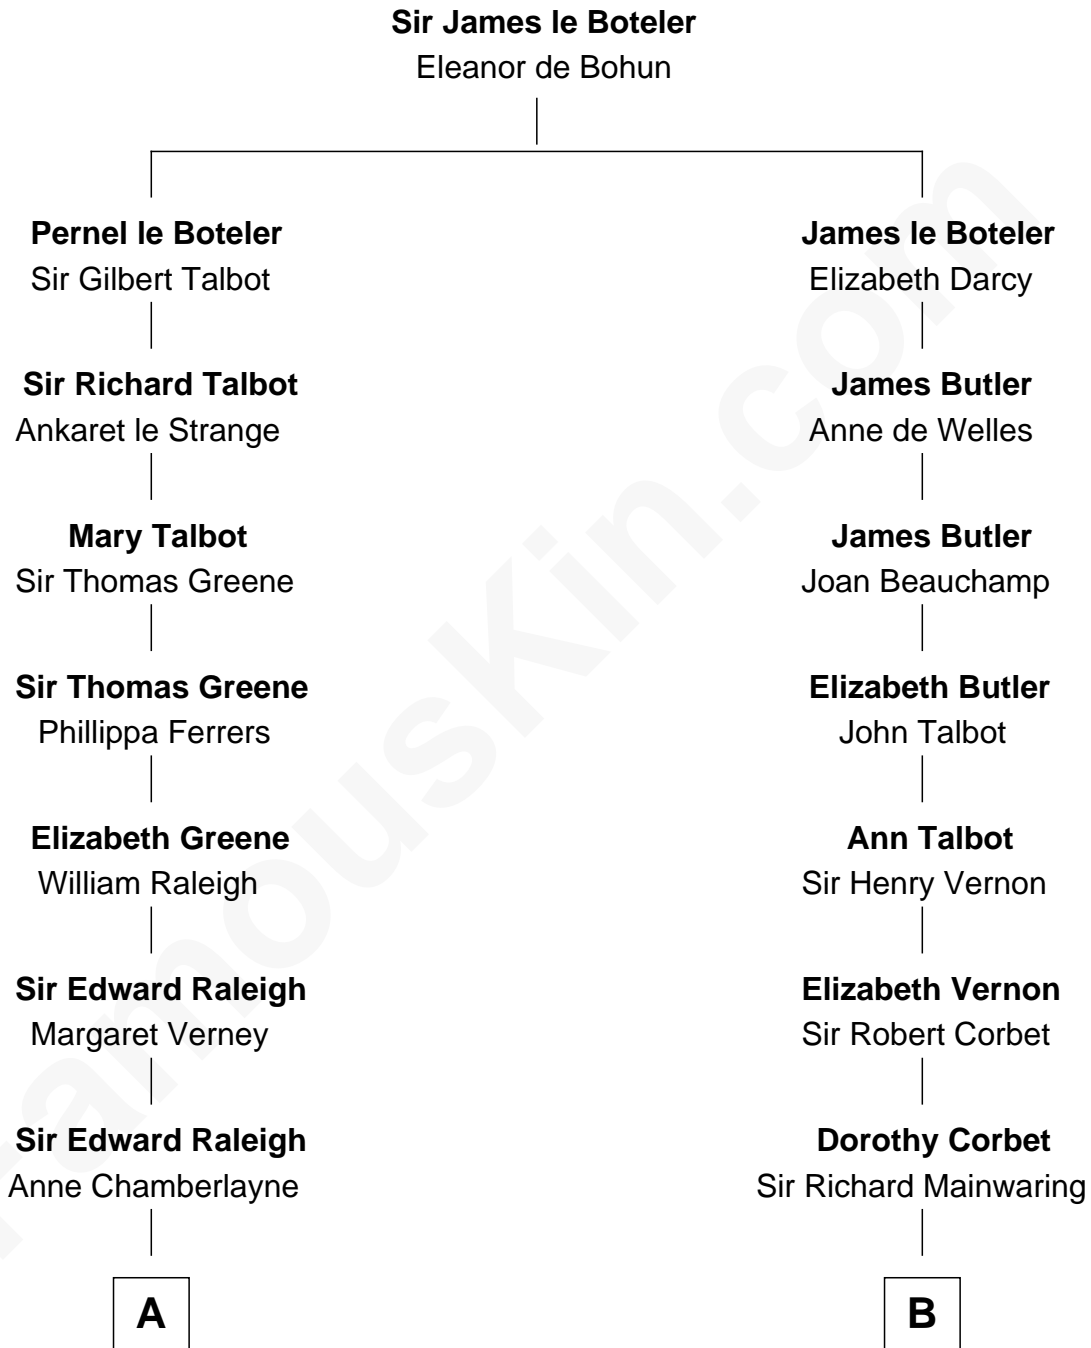 Sir James le Boteler
Eleanor de Bohun
Pernel le Boteler
Sir Gilbert Talbot
James le Boteler
Elizabeth Darcy
Sir Richard Talbot
Ankaret le Strange
James Butler
Anne de Welles
Mary Talbot
Sir Thomas Greene
James Butler
Joan Beauchamp
Sir Thomas Greene
Phillippa Ferrers
Elizabeth Butler
John Talbot
Elizabeth Greene
William Raleigh
Ann Talbot
Sir Henry Vernon
Sir Edward Raleigh
Margaret Verney
Elizabeth Vernon
Sir Robert Corbet
Sir Edward Raleigh
Anne Chamberlayne
Dorothy Corbet
Sir Richard Mainwaring
A
B
FamousKin.com